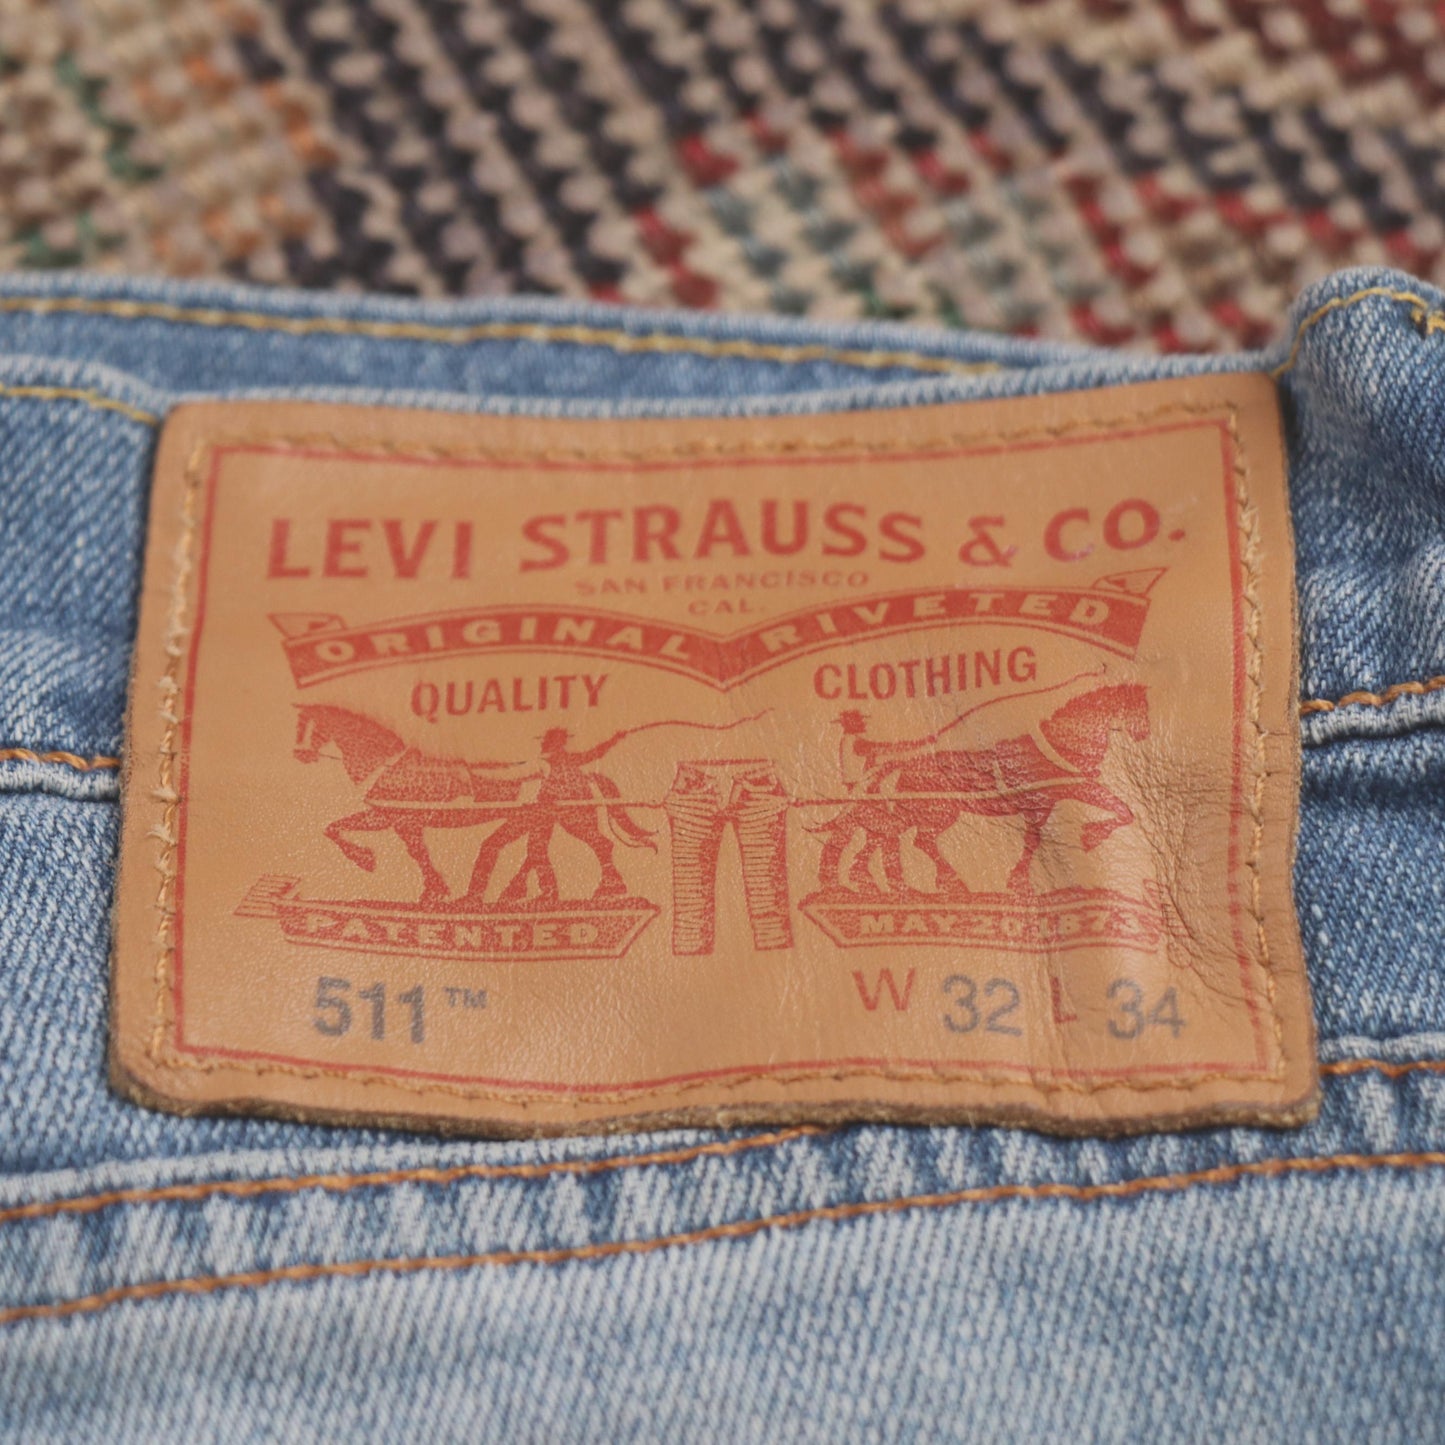 LEVI STRAUSS & CO.
SAN FRANCISCO
CAL.
ORIGINAL RIVETED
QUALITY CLOTHING
PATENTED MAY 20 1873
511™ W 32 L 34